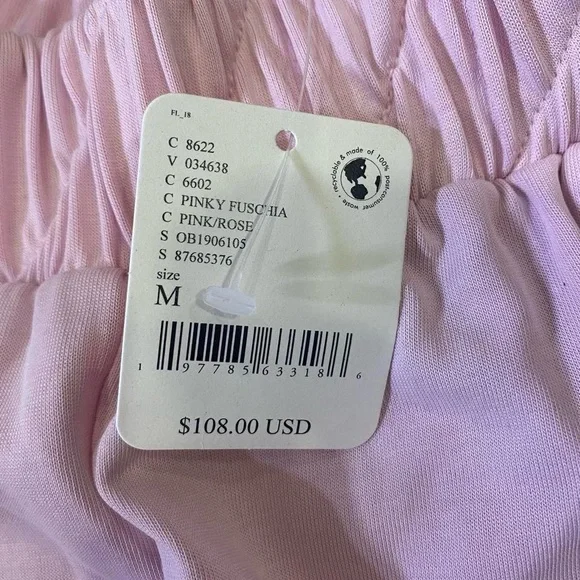 FL_18
C 8622
V 034638
C 6602
C PINKY FUSCHIA
C PINK/ROSE
S OB1906105
S 87685376
size
M
1 97785 63318 6
$108.00 USD
recyclable & made of 100% post-consumer waste •